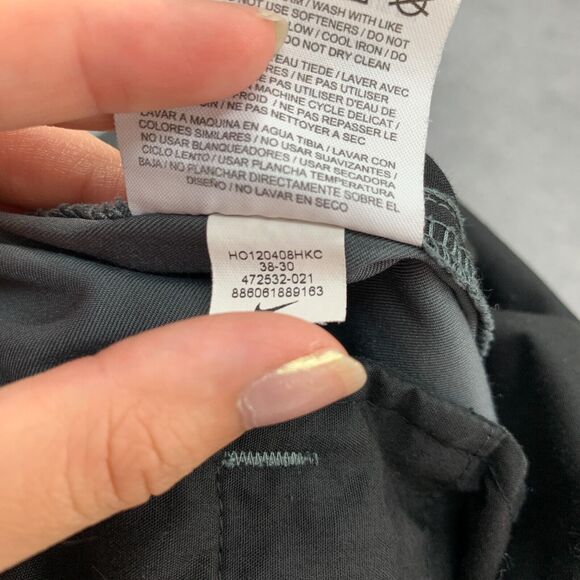 / WASH WITH LIKE
NOT USE SOFTENERS / DO NOT
LOW / COOL IRON / DO
DO NOT DRY CLEAN
EAU TIEDE / LAVER AVEC
NE PAS UTILISER
NE PAS UTILISER D'EAU DE
MACHINE CYCLE DELICAT /
FROID / NE PAS REPASSER LE
/ NE PAS NETTOYER A SEC
LAVAR A MAQUINA EN AGUA TIBIA / LAVAR CON
COLORES SIMILARES / NO USAR SUAVIZANTES /
NO USAR BLANQUEADORES / USAR SECADORA
CICLO LENTO / USAR PLANCHA TEMPERATURA
BAJA / NO PLANCHAR DIRECTAMENTE SOBRE EL
DISEÑO / NO LAVAR EN SECO
HO120408HKC
38-30
472532-021
886061889163